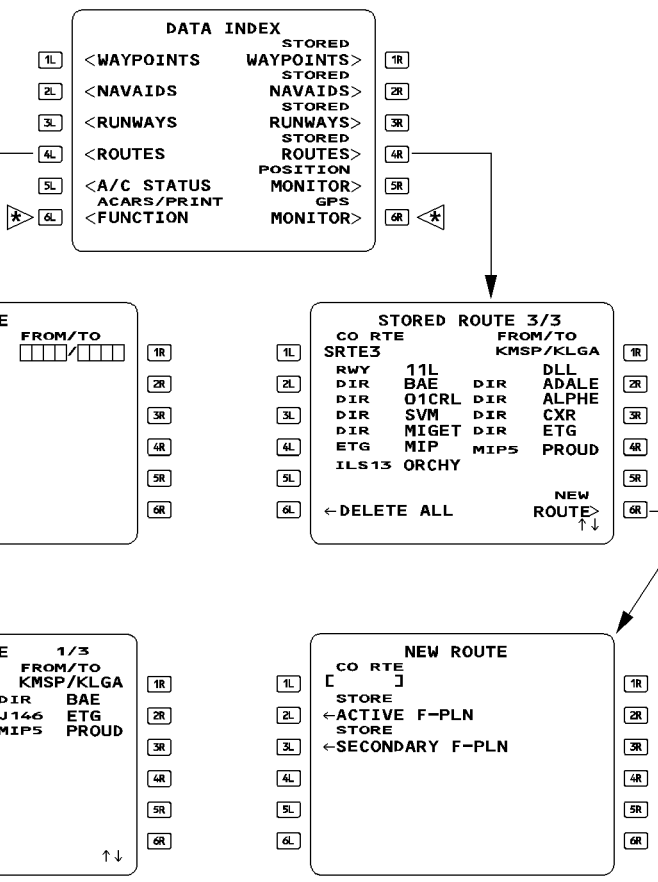 DATA INDEX
STORED
1L <WAYPOINTS WAYPOINTS> 1R
STORED
2L <NAVAIDS NAVAIDS> 2R
STORED
3L <RUNWAYS RUNWAYS> 3R
STORED
4L <ROUTES ROUTES> 4R
POSITION
5L <A/C STATUS MONITOR> 5R
ACARS/PRINT GPS
* 6L <FUNCTION MONITOR> 6R *
E
FROM/TO
/ 1R
2R
3R
4R
5R
6R
STORED ROUTE 3/3
CO RTE FROM/TO
1L SRTE3 KMSP/KLGA 1R
RWY 11L DLL
2L DIR BAE DIR ADALE 2R
DIR O1CRL DIR ALPHE
3L DIR SVM DIR CXR 3R
DIR MIGET DIR ETG
4L ETG MIP MIP5 PROUD 4R
ILS13 ORCHY
5L 5R
NEW
6L ←DELETE ALL ROUTE> 6R
↑↓
E 1/3
FROM/TO
KMSP/KLGA 1R
DIR BAE
J146 ETG 2R
MIP5 PROUD
3R
4R
5R
6R
↑↓
NEW ROUTE
CO RTE
1L [ ] 1R
STORE
2L ←ACTIVE F-PLN 2R
STORE
3L ←SECONDARY F-PLN 3R
4L 4R
5L 5R
6L 6R